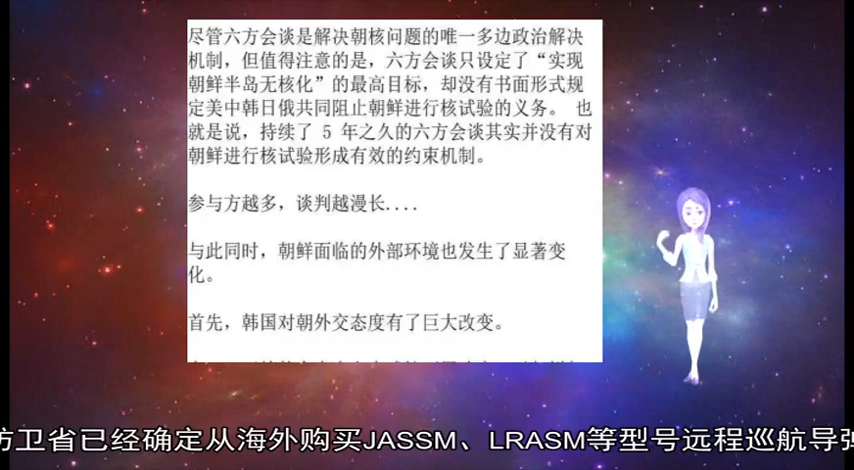 尽管六方会谈是解决朝核问题的唯一多边政治解决
机制，但值得注意的是，六方会谈只设定了“实现
朝鲜半岛无核化”的最高目标，却没有书面形式规
定美中韩日俄共同阻止朝鲜进行核试验的义务。 也
就是说，持续了 5 年之久的六方会谈其实并没有对
朝鲜进行核试验形成有效的约束机制。
参与方越多，谈判越漫长....
与此同时，朝鲜面临的外部环境也发生了显著变
化。
首先，韩国对朝外交态度有了巨大改变。
防卫省已经确定从海外购买JASSM、LRASM等型号远程巡航导弹